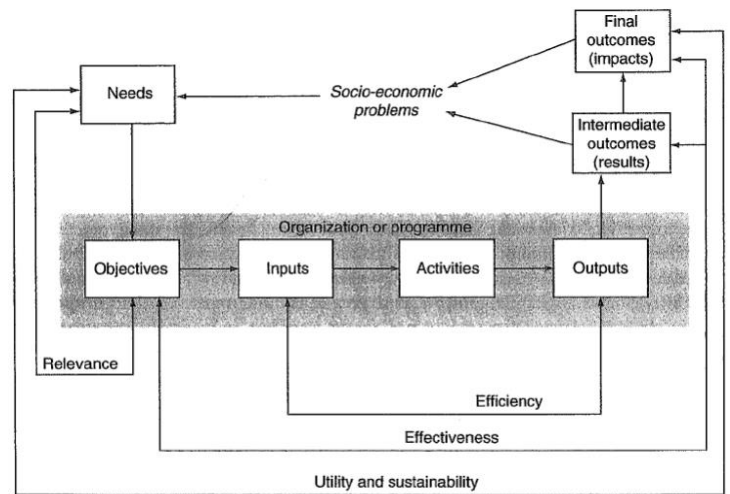 Final
outcomes
(impacts)
Needs
Socio-economic
problems
Intermediate
outcomes
(results)
Organization or programme
Objectives
Inputs
Activities
Outputs
Relevance
Efficiency
Effectiveness
Utility and sustainability